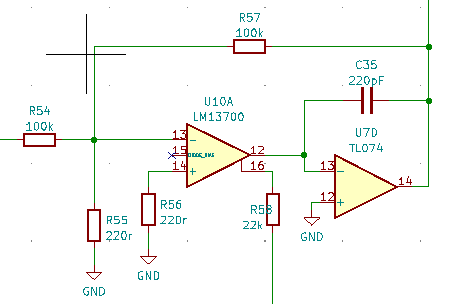 R57
100k
C35
220pF
U10A
LM13700
R54
100k
U7D
TL074
13
-
15
DIODE_BIAS
14
+
12
16
13
-
12
+
14
R55
220r
R56
220r
R58
22k
GND
GND
GND